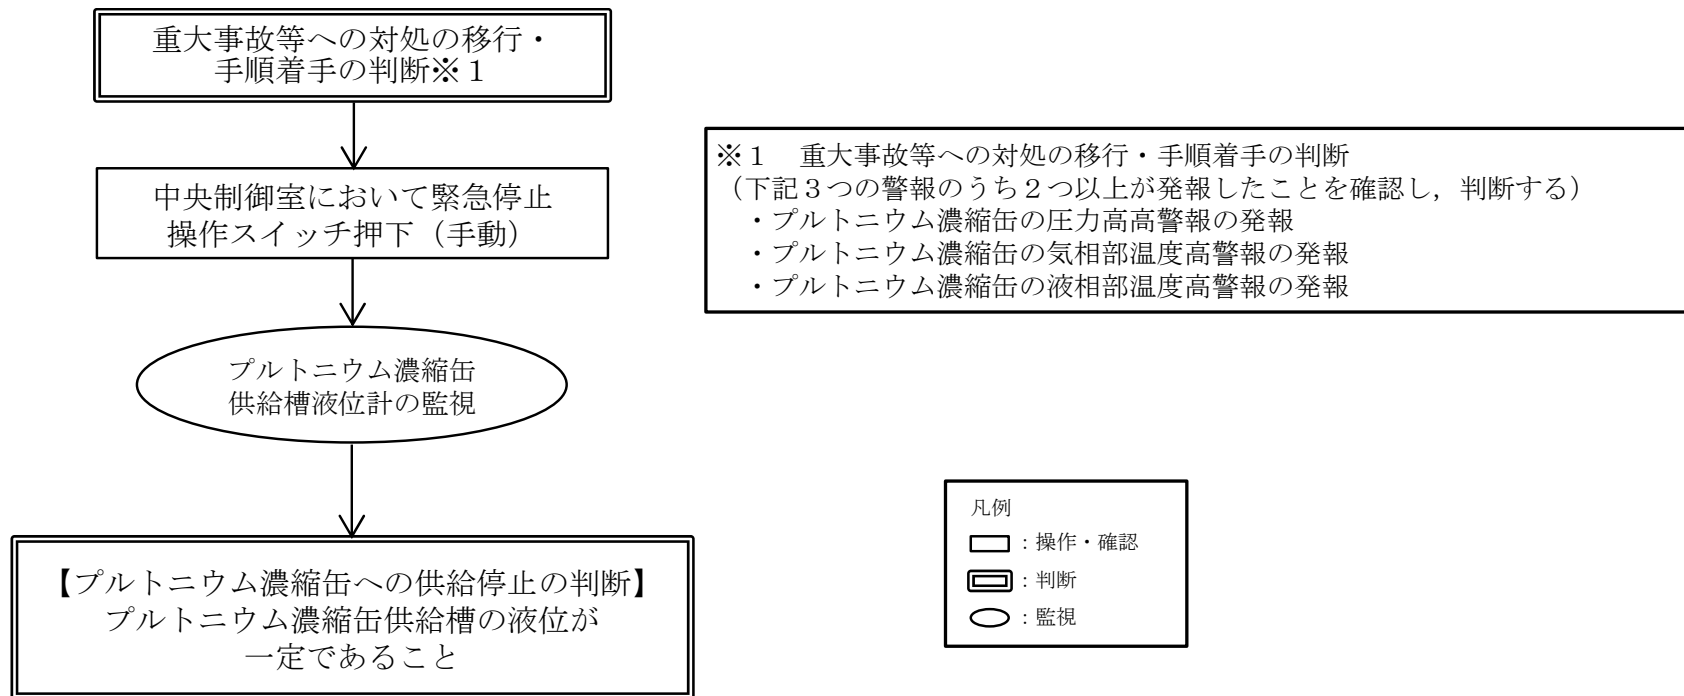 重大事故等への対処の移行・
手順着手の判断※１
中央制御室において緊急停止
操作スイッチ押下（手動）
プルトニウム濃縮缶
供給槽液位計の監視
【プルトニウム濃縮缶への供給停止の判断】
プルトニウム濃縮缶供給槽の液位が
一定であること
※１　重大事故等への対処の移行・手順着手の判断
（下記３つの警報のうち２つ以上が発報したことを確認し，判断する）
・プルトニウム濃縮缶の圧力高高警報の発報
・プルトニウム濃縮缶の気相部温度高警報の発報
・プルトニウム濃縮缶の液相部温度高警報の発報
凡例
：操作・確認
：判断
：監視